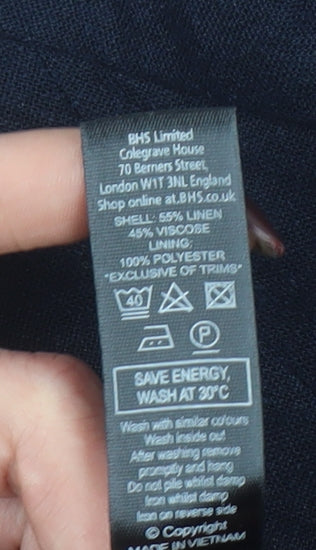 BHS Limited
Colegrave House
70 Berners Street,
London W1T 3NL England
Shop online at.BHS.co.uk
SHELL: 55% LINEN
45% VISCOSE
LINING:
100% POLYESTER
"EXCLUSIVE OF TRIMS"
40
P
SAVE ENERGY,
WASH AT 30°C
Wash with similar colours
Wash inside out
After washing remove
promptly and hang
Do not pile whilst damp
Iron whilst damp
Iron on reverse side
© Copyright
MADE IN VIETNAM